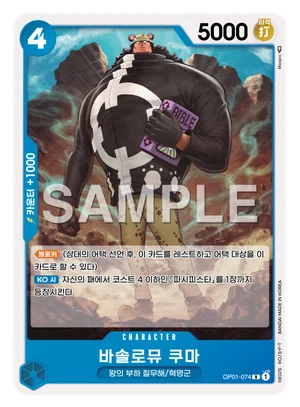 4
5000
타격
打
BIBLE
카운터 +1000
SAMPLE
블로커 (상대의 어택 선언 후, 이 카드를 레스트하고 어택 대상을 이
카드로 할 수 있다)
KO 시 자신의 패에서 코스트 4 이하인 「파시피스타」를 1장까지
등장시킨다.
CHARACTER
바솔로뮤 쿠마
왕의 부하 칠무해/혁명군
OP01-074 R 1
BANDAI MADE IN KOREA